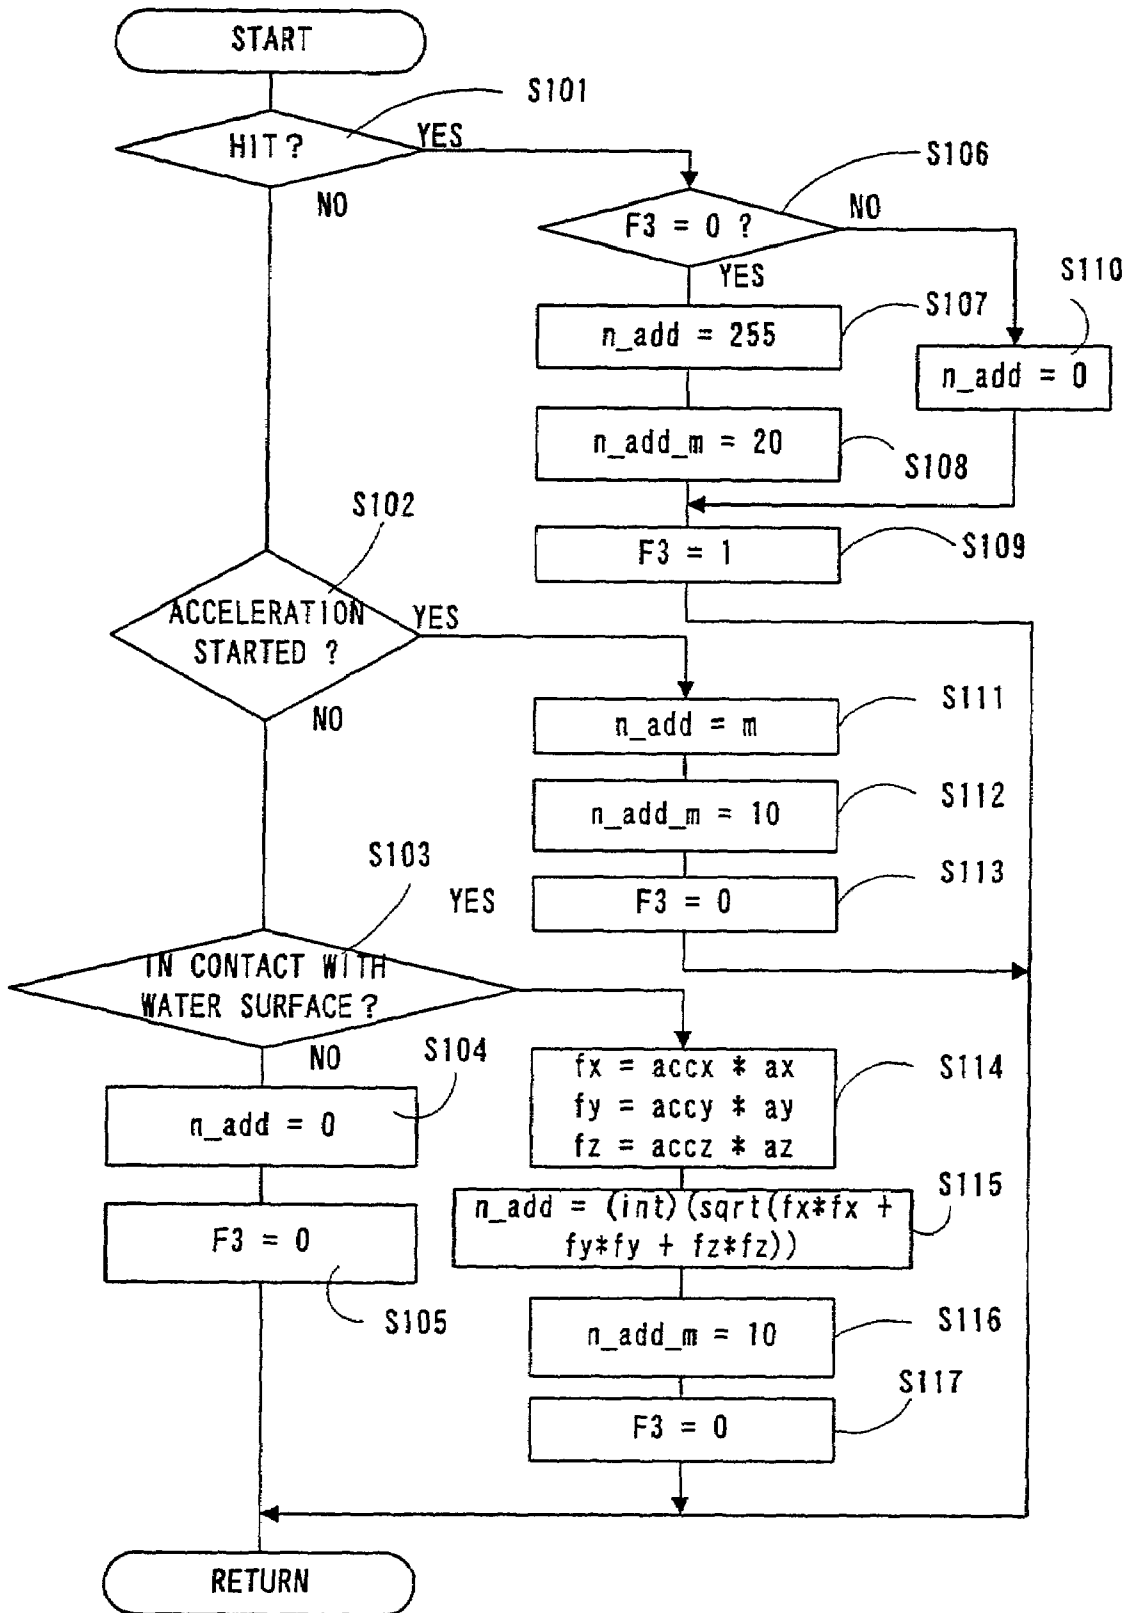 START
S101
HIT?
YES
NO
S106
F3 = 0 ?
NO
YES
S107
n_add = 255
S110
n_add = 0
n_add_m = 20
S108
S102
F3 = 1
S109
ACCELERATION
STARTED ?
YES
NO
S111
n_add = m
S112
n_add_m = 10
S103
S113
YES
F3 = 0
IN CONTACT WITH
WATER SURFACE?
NO
S104
n_add = 0
S114
fx = accx * ax
fy = accy * ay
fz = accz * az
S115
n_add = (int)(sqrt(fx*fx +
fy*fy + fz*fz))
F3 = 0
S105
S116
n_add_m = 10
S117
F3 = 0
RETURN